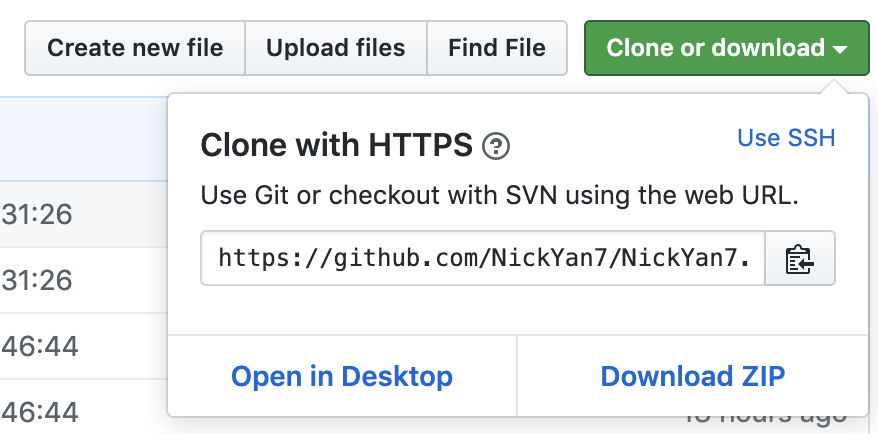 Create new file Upload files Find File Clone or download
Clone with HTTPS ?
Use SSH
Use Git or checkout with SVN using the web URL.
31:26
https://github.com/NickYan7/NickYan7.
31:26
46:44
Open in Desktop Download ZIP
46:44
hours ago